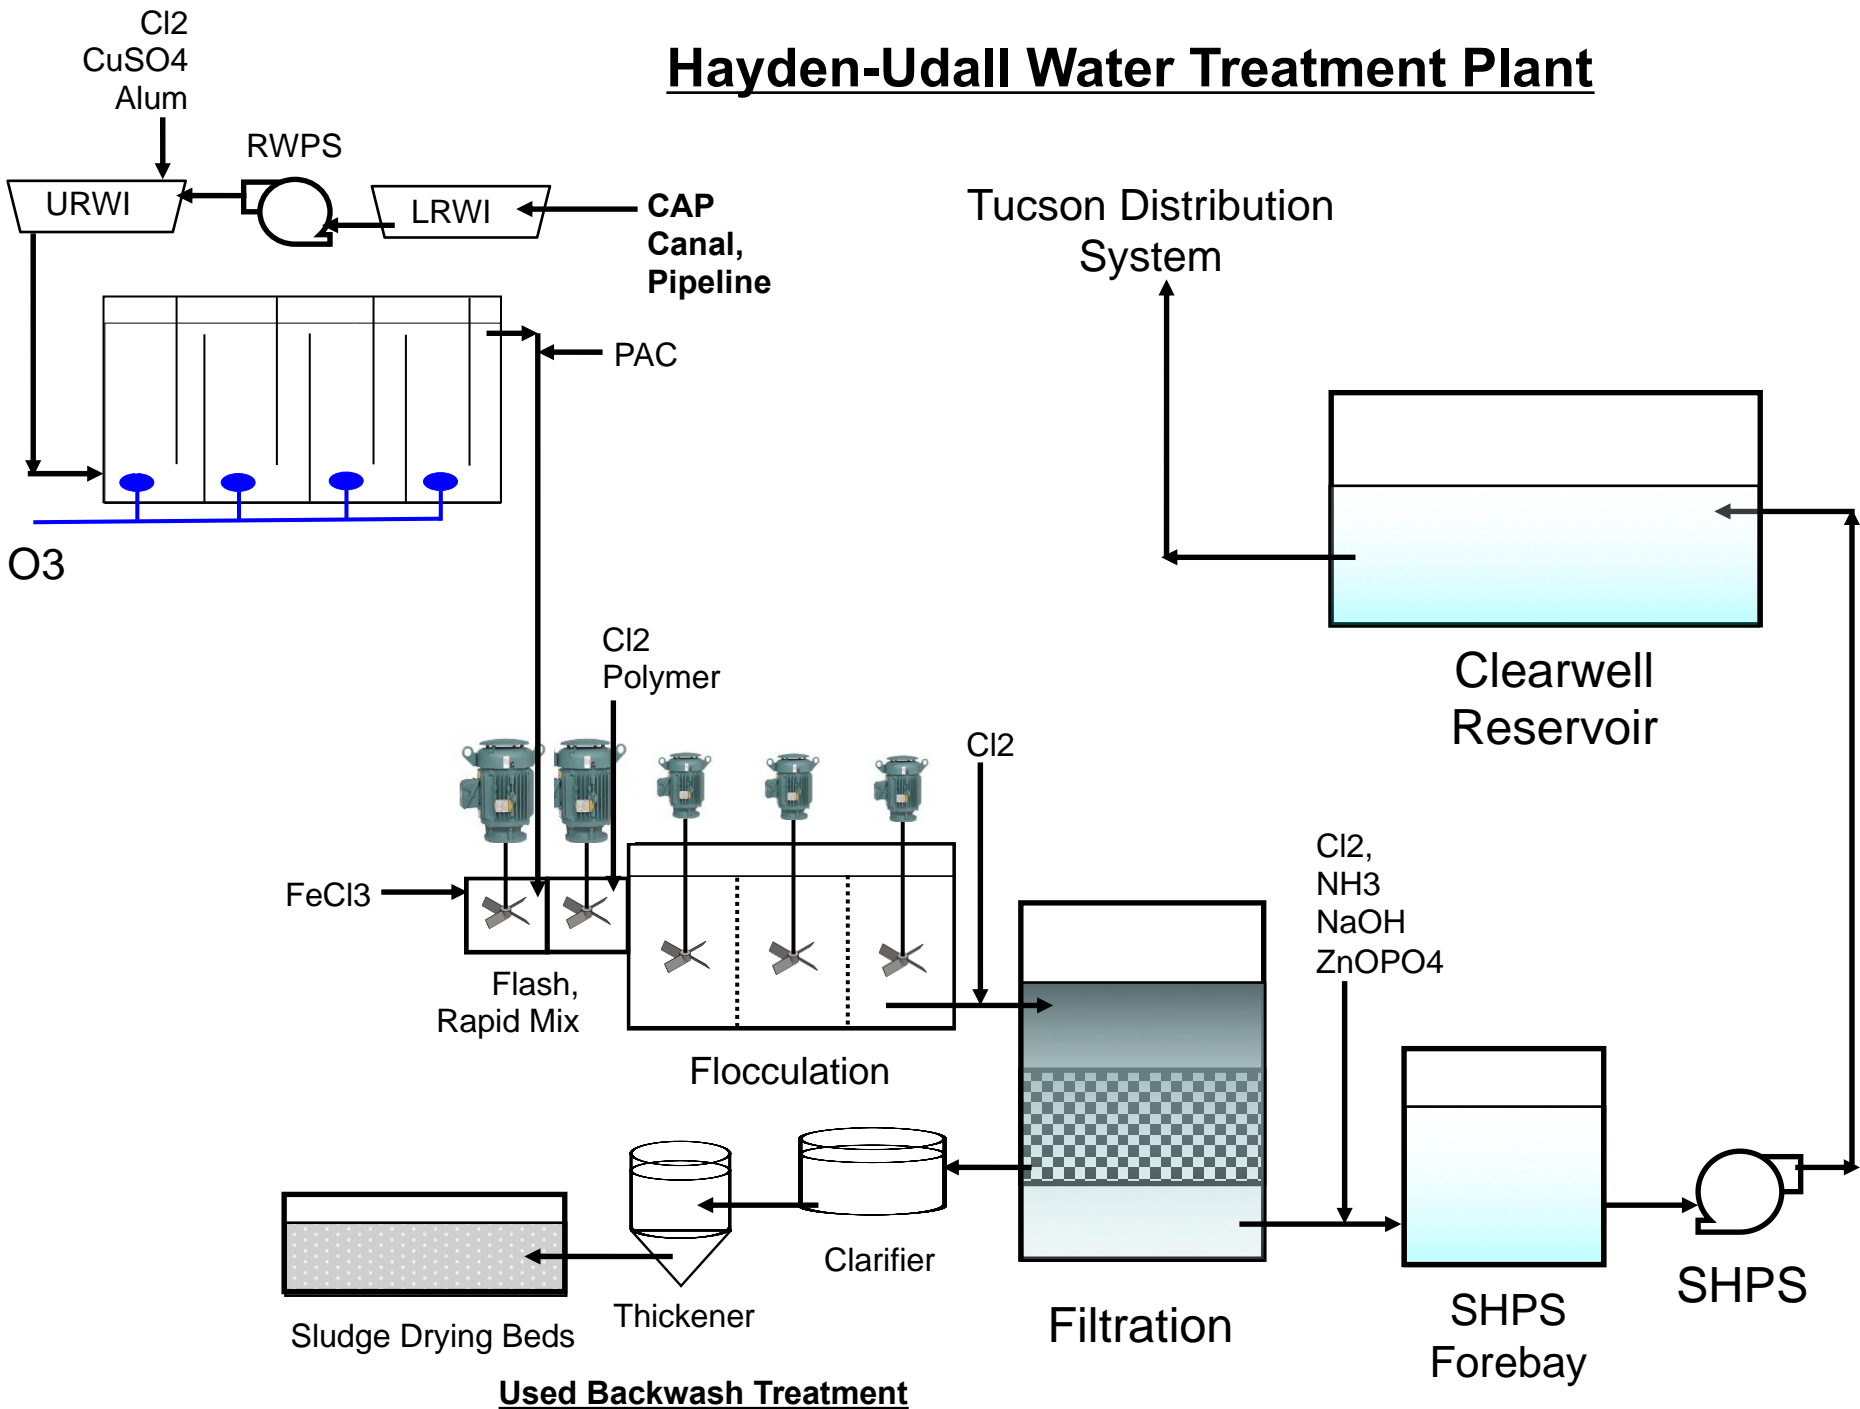 Cl2
CuSO4
Alum
Hayden-Udall Water Treatment Plant
RWPS
URWI
LRWI
CAP
Canal,
Pipeline
Tucson Distribution
System
PAC
O3
Cl2
Polymer
Clearwell
Reservoir
Cl2
FeCl3
Cl2,
NH3
NaOH
ZnOPO4
Flash,
Rapid Mix
Flocculation
Clarifier
Thickener
Sludge Drying Beds
Filtration
SHPS
Forebay
SHPS
Used Backwash Treatment